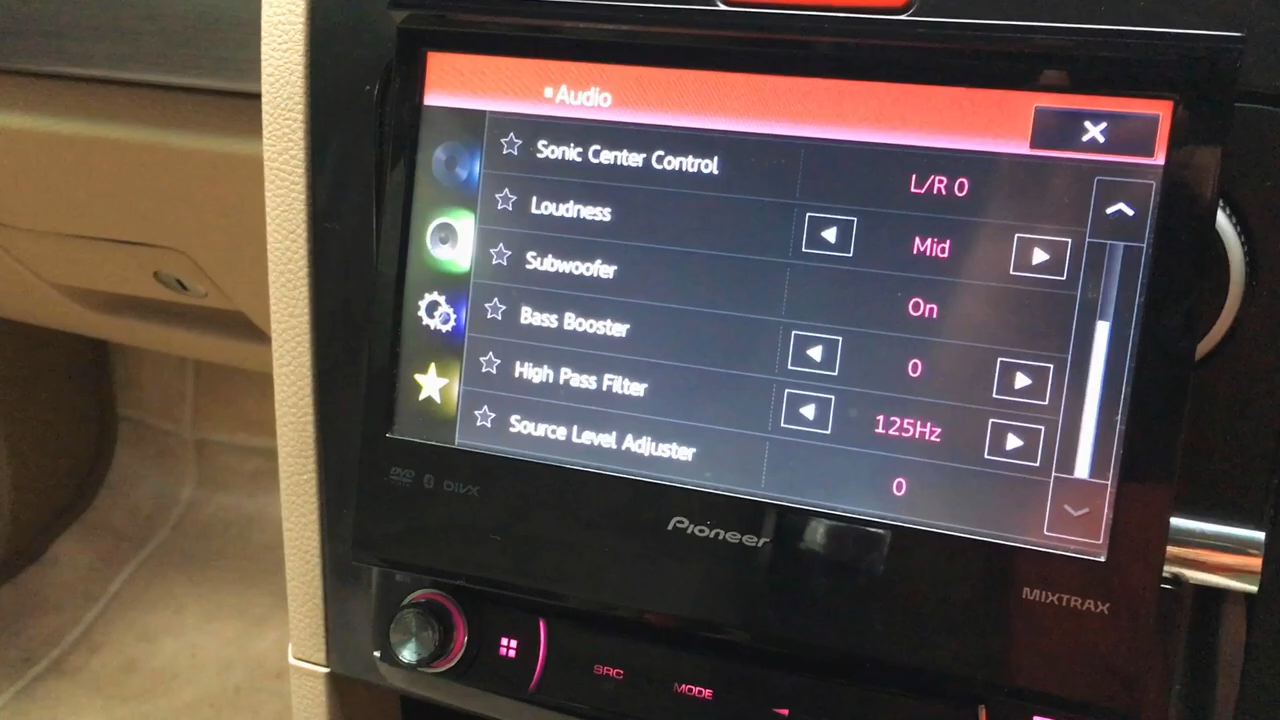 Audio
Sonic Center Control L/R 0
Loudness Mid
Subwoofer On
Bass Booster 0
High Pass Filter 125Hz
Source Level Adjuster 0
DVD DIVX
Pioneer
MIXTRAX
SRC
MODE